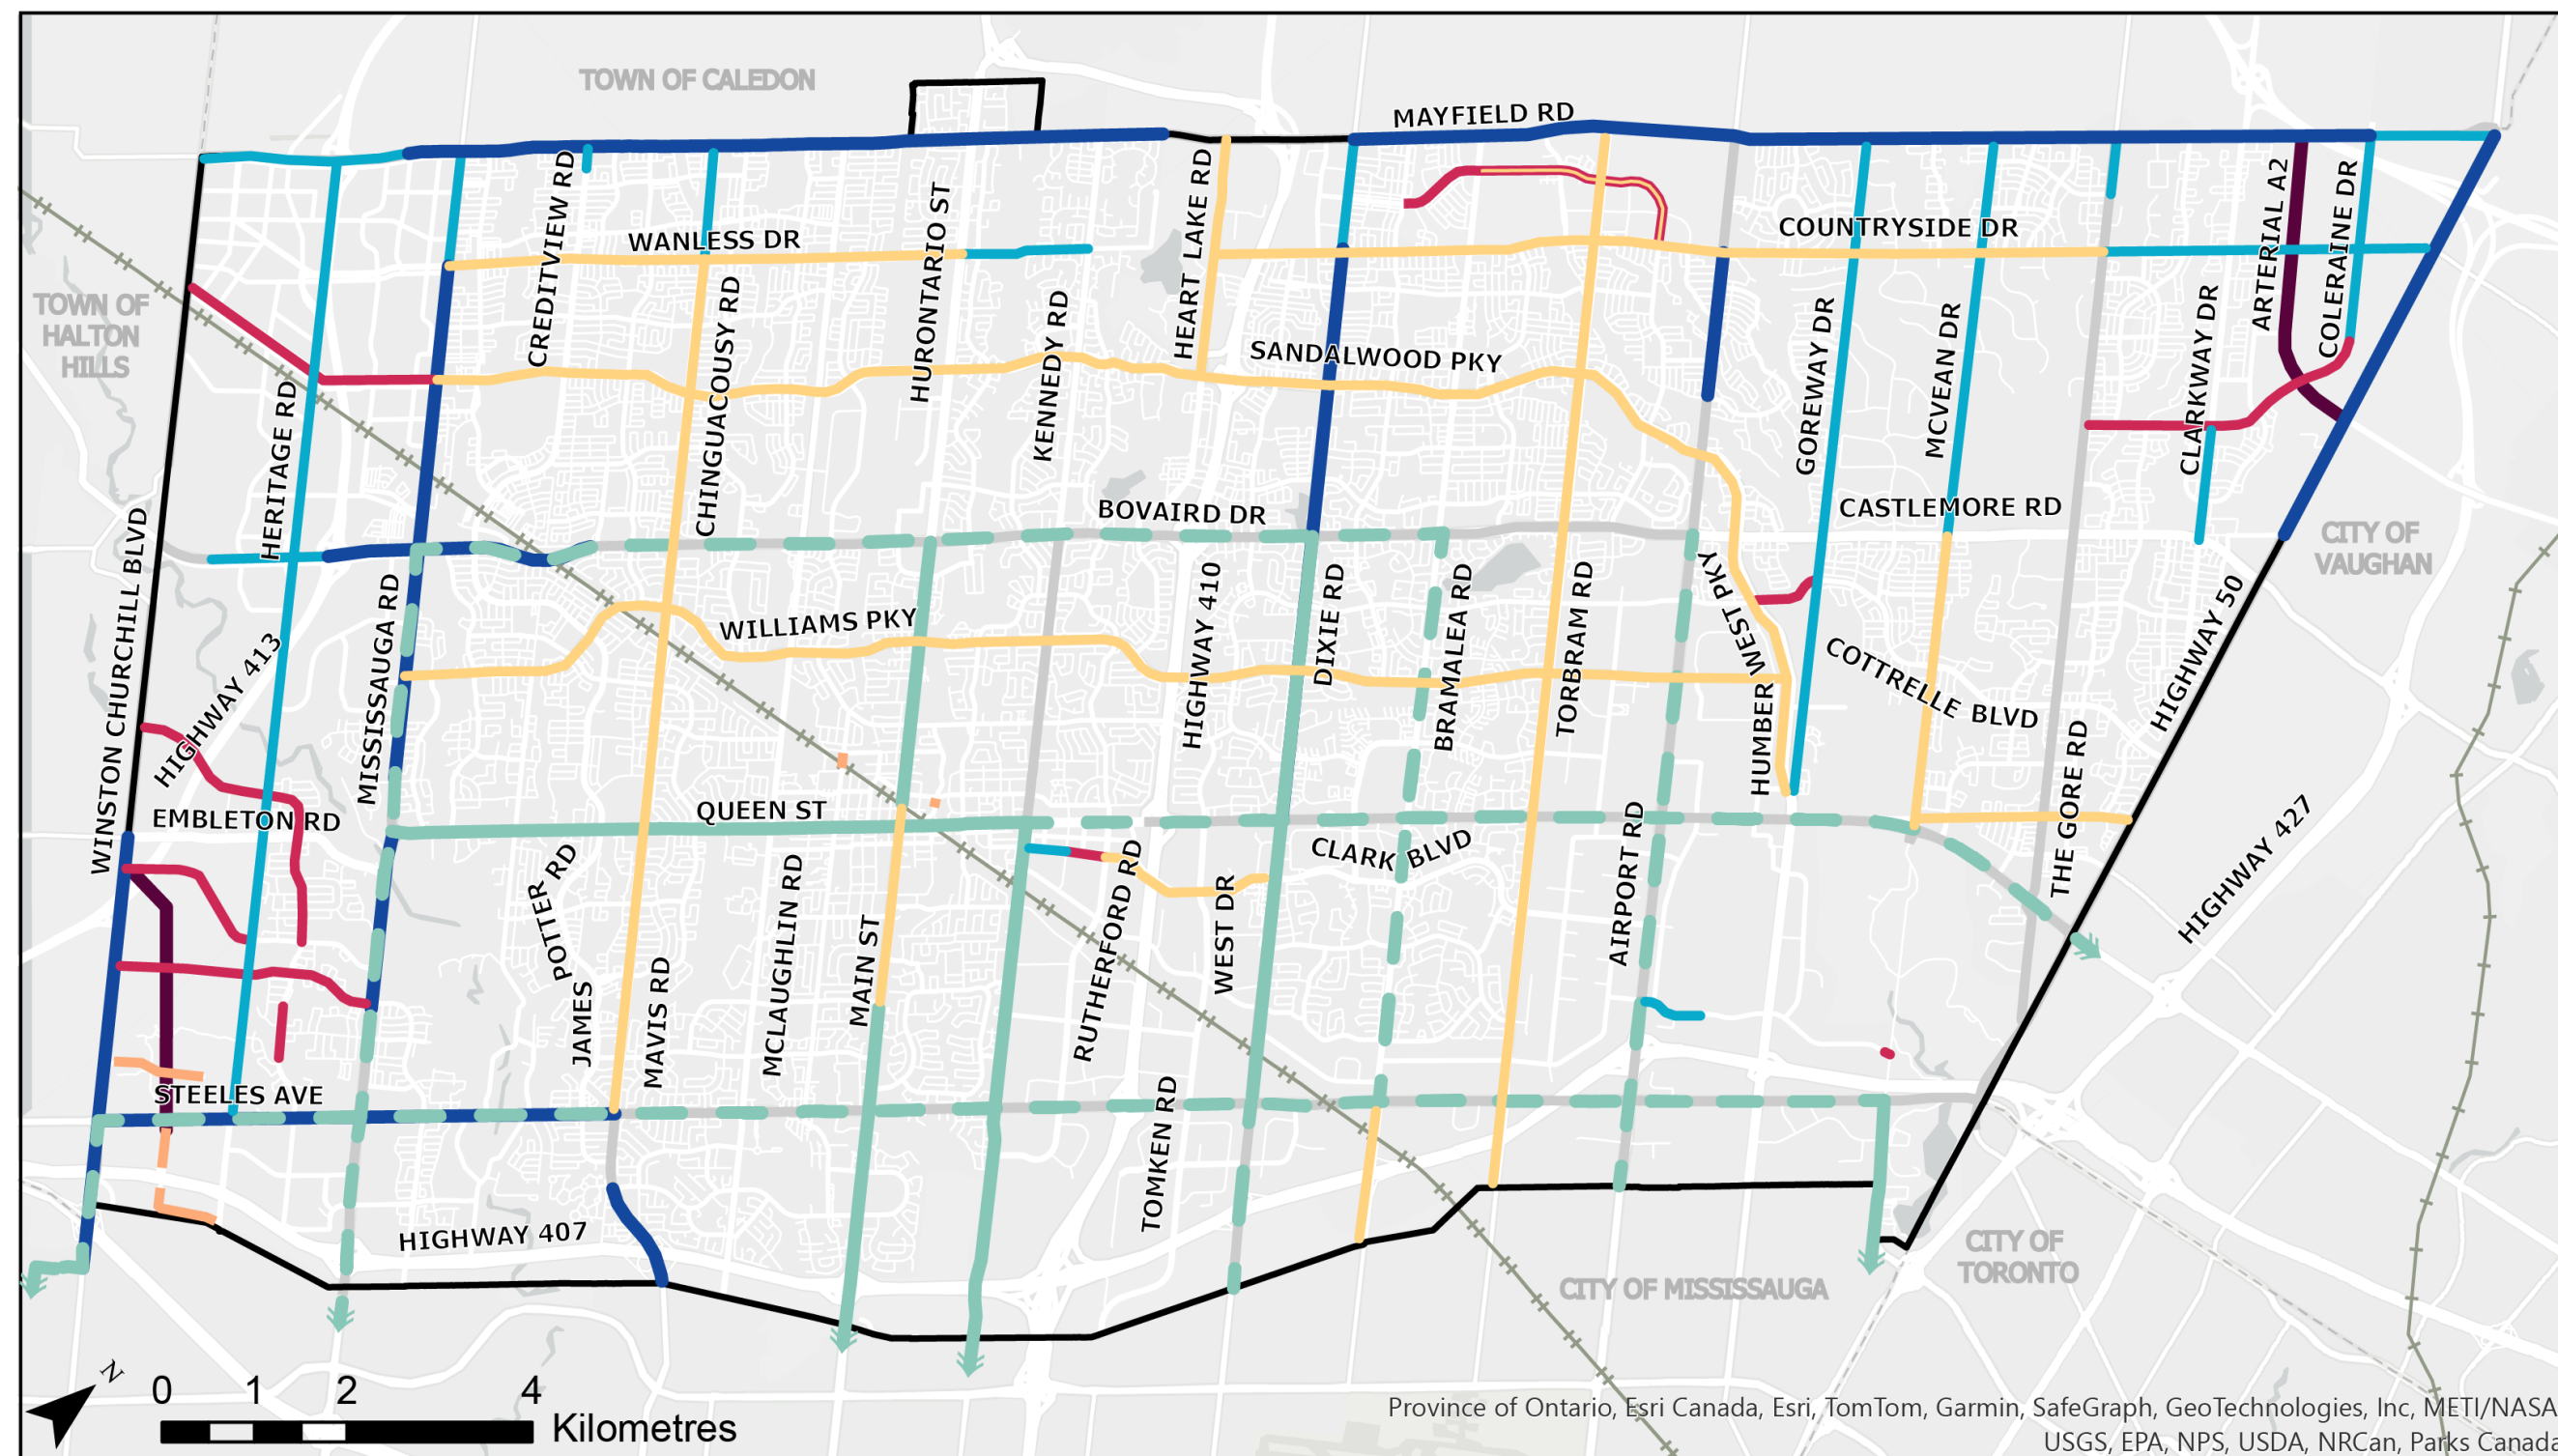 TOWN OF CALEDON
MAYFIELD RD
CREDITVIEW RD
WANLESS DR
HURONTARIO ST
HEART LAKE RD
COUNTRYSIDE DR
ARTERIAL A2
COLERAINE DR
TOWN OF
HALTON
HILLS
CHINGUACOUSY RD
KENNEDY RD
SANDALWOOD PKY
GOREWAY DR
MCVEAN DR
CLARKWAY DR
HERITAGE RD
BOVAIRD DR
CASTLEMORE RD
CITY OF
VAUGHAN
WINSTON CHURCHILL BLVD
HIGHWAY 413
MISSISSAUGA RD
WILLIAMS PKY
HIGHWAY 410
DIXIE RD
BRAMALEA RD
TORBRAM RD
HUMBER WEST PKY
COTTRELLE BLVD
HIGHWAY 50
EMBLETON RD
QUEEN ST
CLARK BLVD
THE GORE RD
HIGHWAY 427
JAMES POTTER RD
MAVIS RD
MCLAUGHLIN RD
MAIN ST
RUTHERFORD RD
WEST DR
AIRPORT RD
STEELES AVE
TOMKEN RD
HIGHWAY 407
CITY OF MISSISSAUGA
CITY OF
TORONTO
N
0 1 2 4
Kilometres
Province of Ontario, Esri Canada, Esri, TomTom, Garmin, SafeGraph, GeoTechnologies, Inc, METI/NASA
USGS, EPA, NPS, USDA, NRCan, Parks Canada